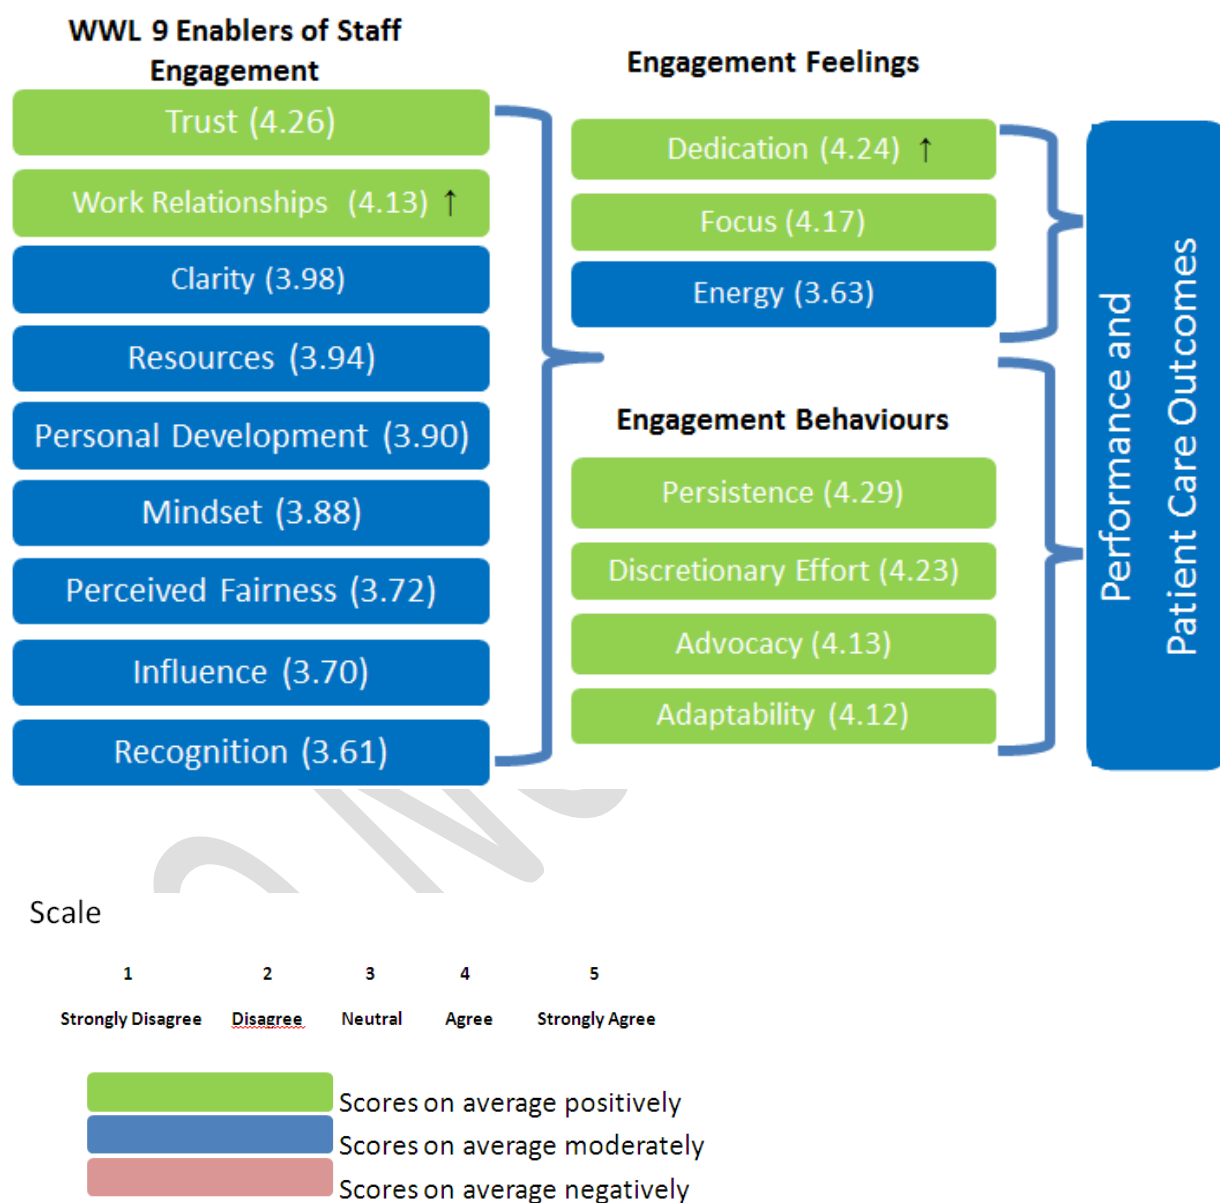 WWL 9 Enablers of Staff
Engagement
Trust (4.26)
Work Relationships (4.13) ↑
Clarity (3.98)
Resources (3.94)
Personal Development (3.90)
Mindset (3.88)
Perceived Fairness (3.72)
Influence (3.70)
Recognition (3.61)
Engagement Feelings
Dedication (4.24) ↑
Focus (4.17)
Energy (3.63)
Engagement Behaviours
Persistence (4.29)
Discretionary Effort (4.23)
Advocacy (4.13)
Adaptability (4.12)
Performance and
Patient Care Outcomes
Scale
1 2 3 4 5
Strongly Disagree Disagree Neutral Agree Strongly Agree
Scores on average positively
Scores on average moderately
Scores on average negatively